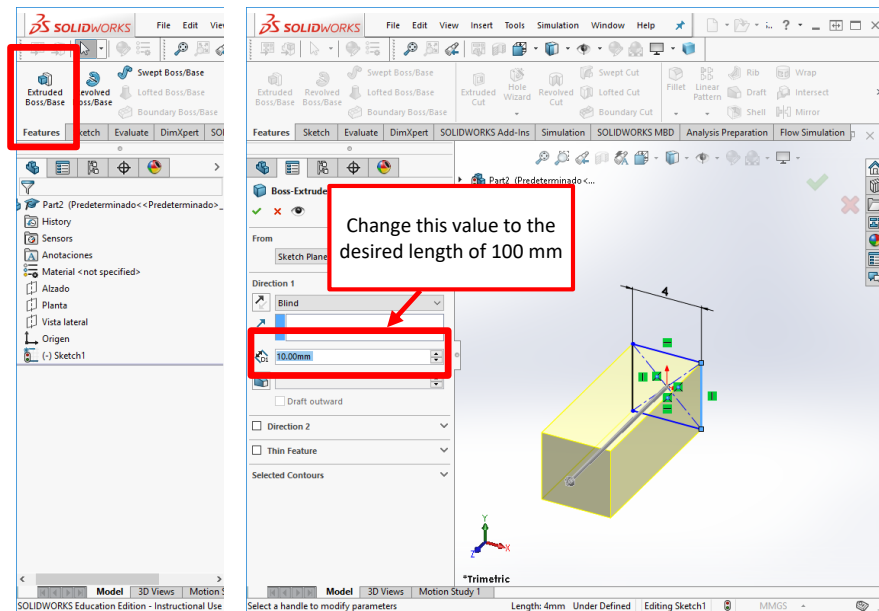 SOLIDWORKS File Edit Vie
Extruded Boss/Base
Revolved Boss/Base
Swept Boss/Base
Lofted Boss/Base
Boundary Boss/Base
Features Sketch Evaluate DimXpert SOL
Part2 (Predeterminado<<Predeterminado>_
History
Sensors
Anotaciones
Material <not specified>
Alzado
Planta
Vista lateral
Origen
(-) Sketch1
Model 3D Views Motion S
SOLIDWORKS Education Edition - Instructional Use
SOLIDWORKS File Edit View Insert Tools Simulation Window Help
Extruded Boss/Base
Revolved Boss/Base
Swept Boss/Base
Lofted Boss/Base
Boundary Boss/Base
Extruded Cut
Hole Wizard
Revolved Cut
Swept Cut
Lofted Cut
Boundary Cut
Fillet
Linear Pattern
Rib
Draft
Shell
Wrap
Intersect
Mirror
Features Sketch Evaluate DimXpert SOLIDWORKS Add-Ins Simulation SOLIDWORKS MBD Analysis Preparation Flow Simulation
Part2 (Predeterminado<...
Boss-Extrude
Change this value to the
desired length of 100 mm
From
Sketch Plane
Direction 1
Blind
D1
10.00mm
Draft outward
Direction 2
Thin Feature
Selected Contours
4
Y
X
Z
*Trimetric
Model 3D Views Motion Study 1
Select a handle to modify parameters Length: 4mm Under Defined Editing Sketch1 MMGS